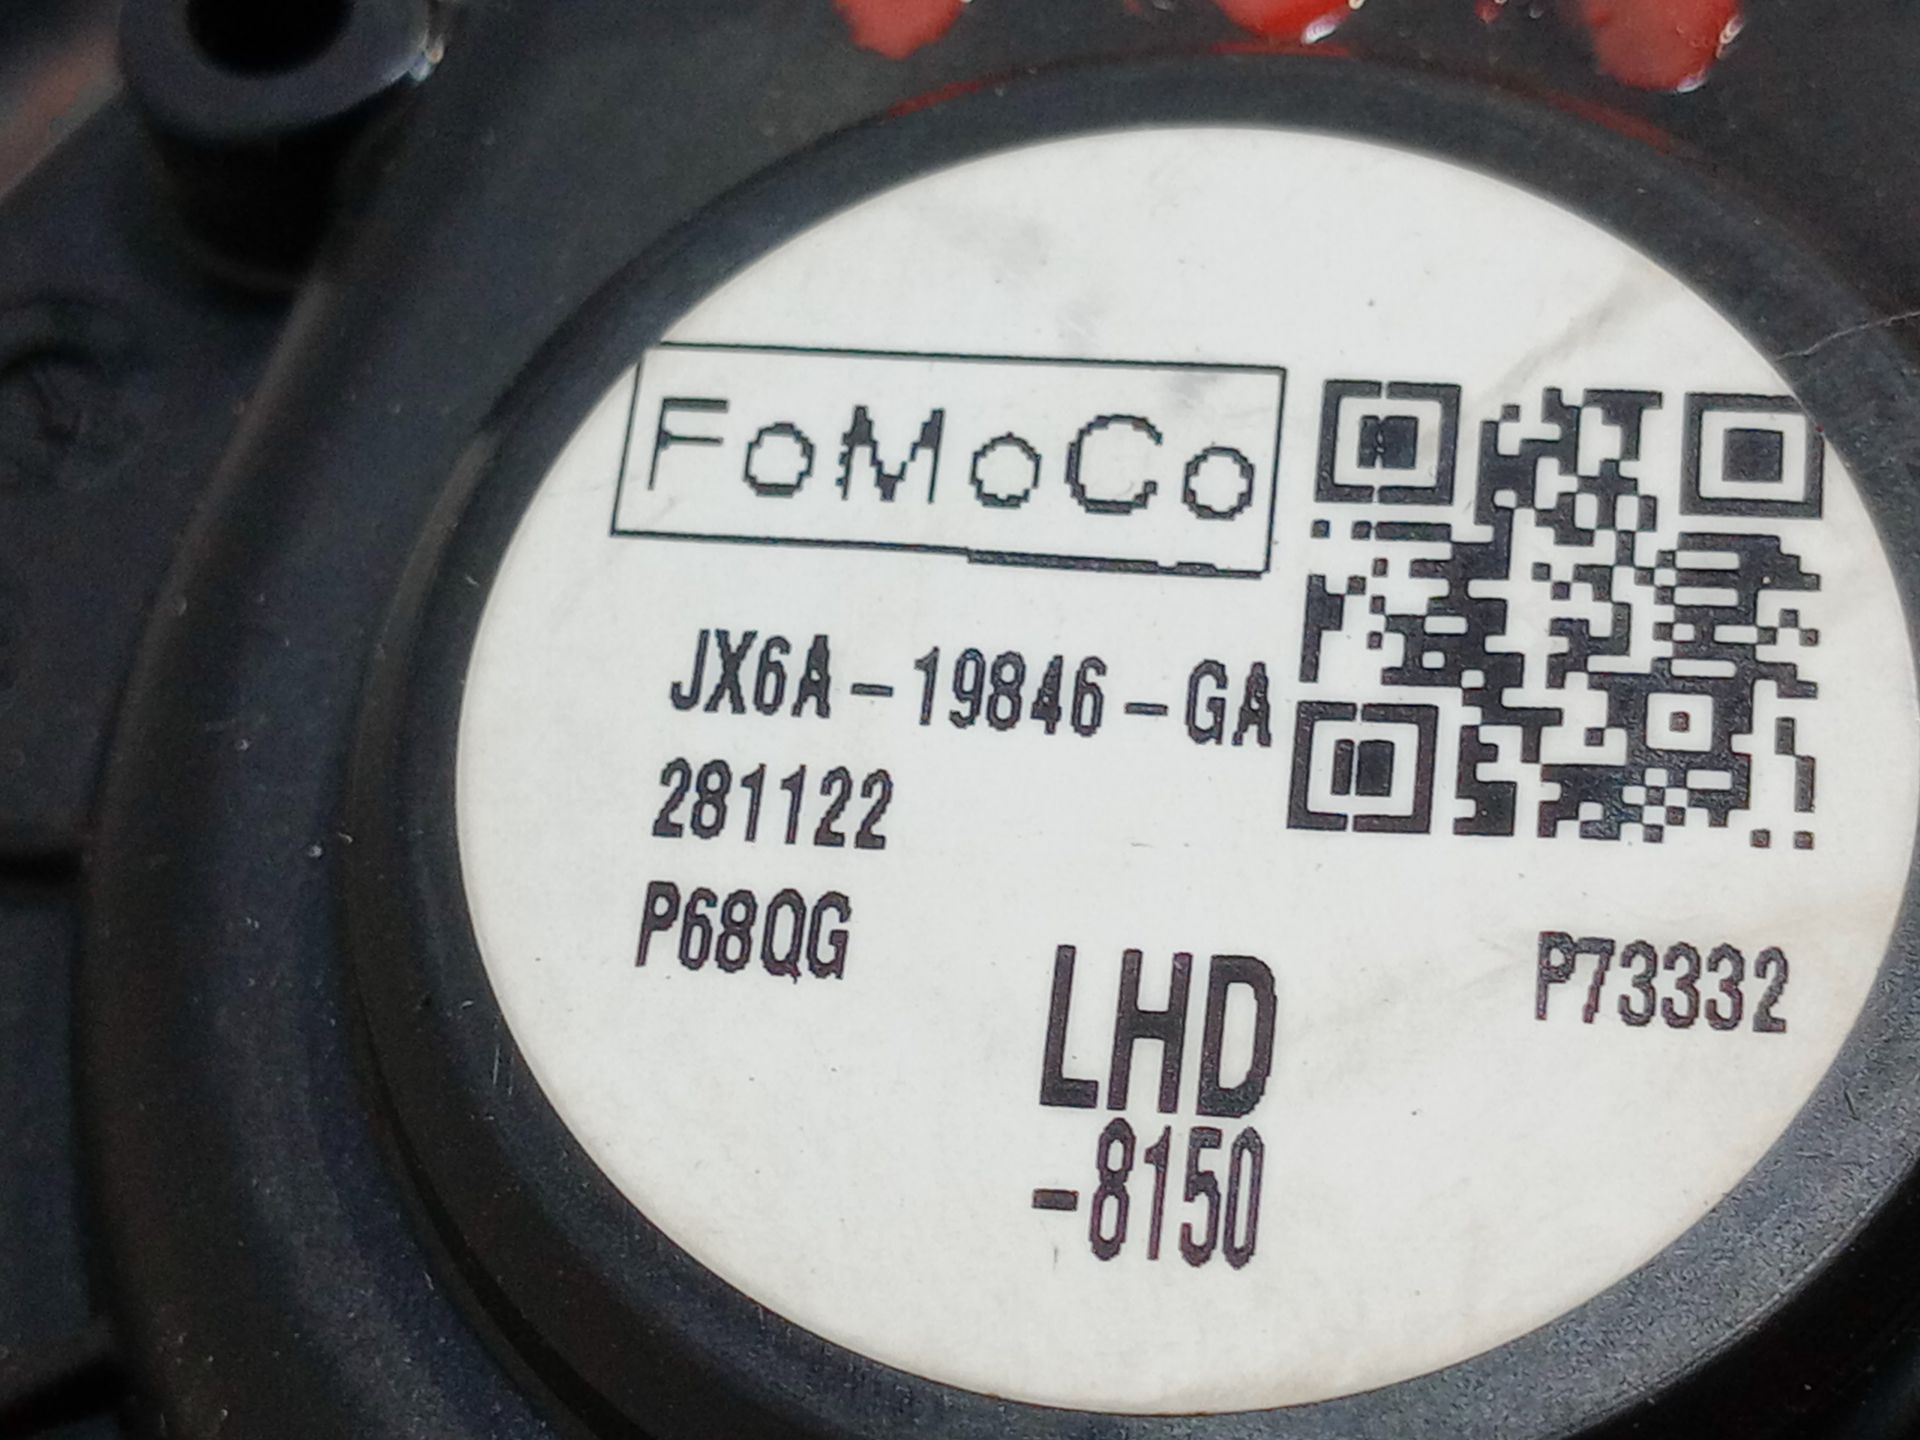 FoMoCo
JX6A-19846-GA
281122
P68QG
P73332
LHD
-8150